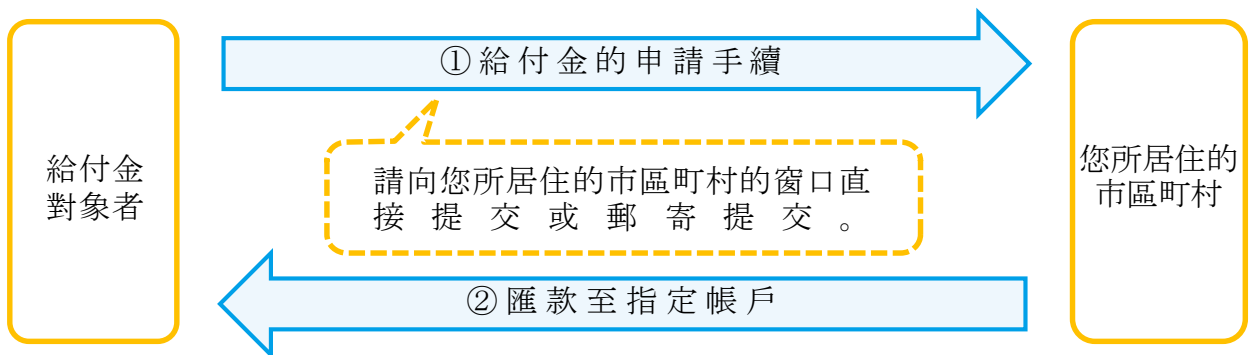 ①給付金的申請手續
給付金
對象者
請向您所居住的市區町村的窗口直
接提交或郵寄提交。
您所居住的
市區町村
②匯款至指定帳戶